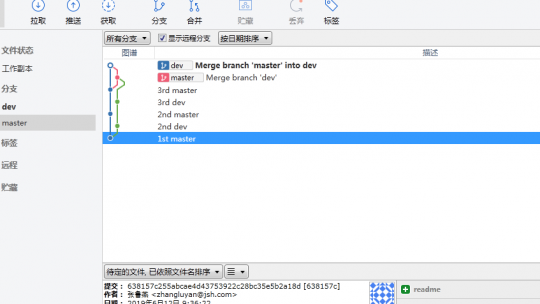 拉取 推送 获取 分支 合并 贮藏 丢弃 标签
所有分支 显示远程分支 按日期排序
图谱 描述
文件状态
工作副本
分支
dev
master
标签
远程
贮藏
dev Merge branch 'master' into dev
master Merge branch 'dev'
3rd master
3rd dev
2nd master
2nd dev
1st master
待定的文件, 已依照文件名排序
提交： 638157c255abcae4d43753922c28bc35e5b2a18d [638157c]
作者： 张鲁燕 <zhangluyan@jsh.com>
日期： 2019年6月12日 9:36:22
readme